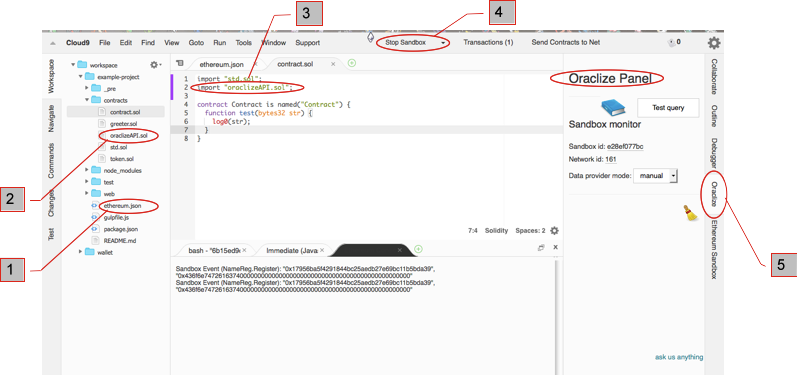 3
4
Cloud9 File Edit Find View Goto Run Tools Window Support Stop Sandbox Transactions (1) Send Contracts to Net 0
Workspace
Navigate
Commands
Changes
Test
workspace
example-project
_pre
contracts
contract.sol
greeter.sol
oraclizeAPI.sol
std.sol
token.sol
node_modules
test
web
ethereum.json
gulpfile.js
package.json
README.md
wallet
2
1
ethereum.json contract.sol
1 import "std.sol";
2 import "oraclizeAPI.sol";
3
4 contract Contract is named("Contract") {
5 function test(bytes32 str) {
6 log0(str);
7 }
8 }
7:4 Solidity Spaces: 2
bash - "6b15ed9 Immediate (Java
Sandbox Event (NameReg.Register): "0x17956ba5f4291844bc25aedb27e69bc11b5bda39",
Sandbox Event (NameReg.Register): "0x17956ba5f4291844bc25aedb27e69bc11b5bda39",
Oraclize Panel
Test query
Sandbox monitor
Sandbox id: e28ef077bc
Network id: 161
Data provider mode: manual
ask us anything
Collaborate
Outline
Debugger
Oraclize
Ethereum Sandbox
5